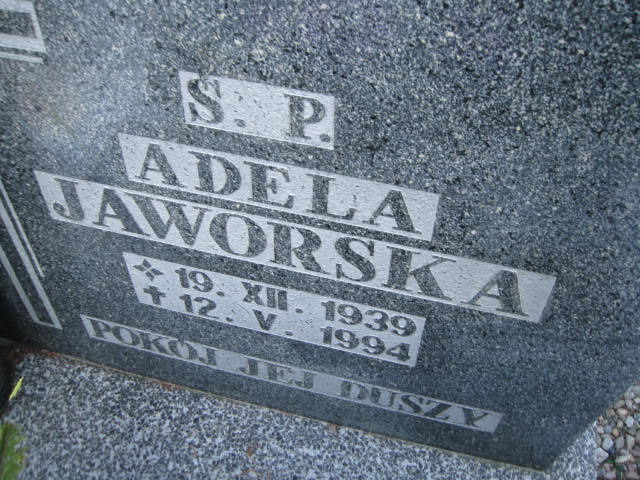 S. P.
ADELA
JAWORSKA
19. XII. 1939
✝ 12. V. 1994
POKÓJ JEJ DUSZY